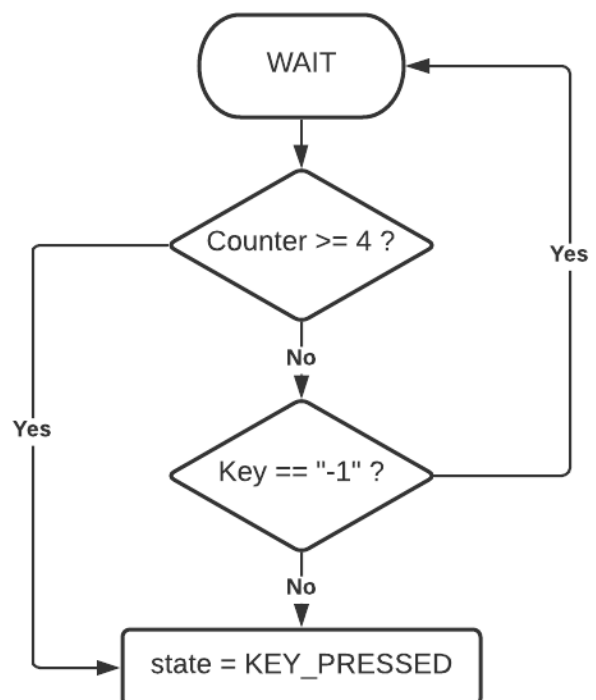 WAIT
Counter >= 4 ?
Yes
No
Yes
Key == "-1" ?
No
state = KEY_PRESSED